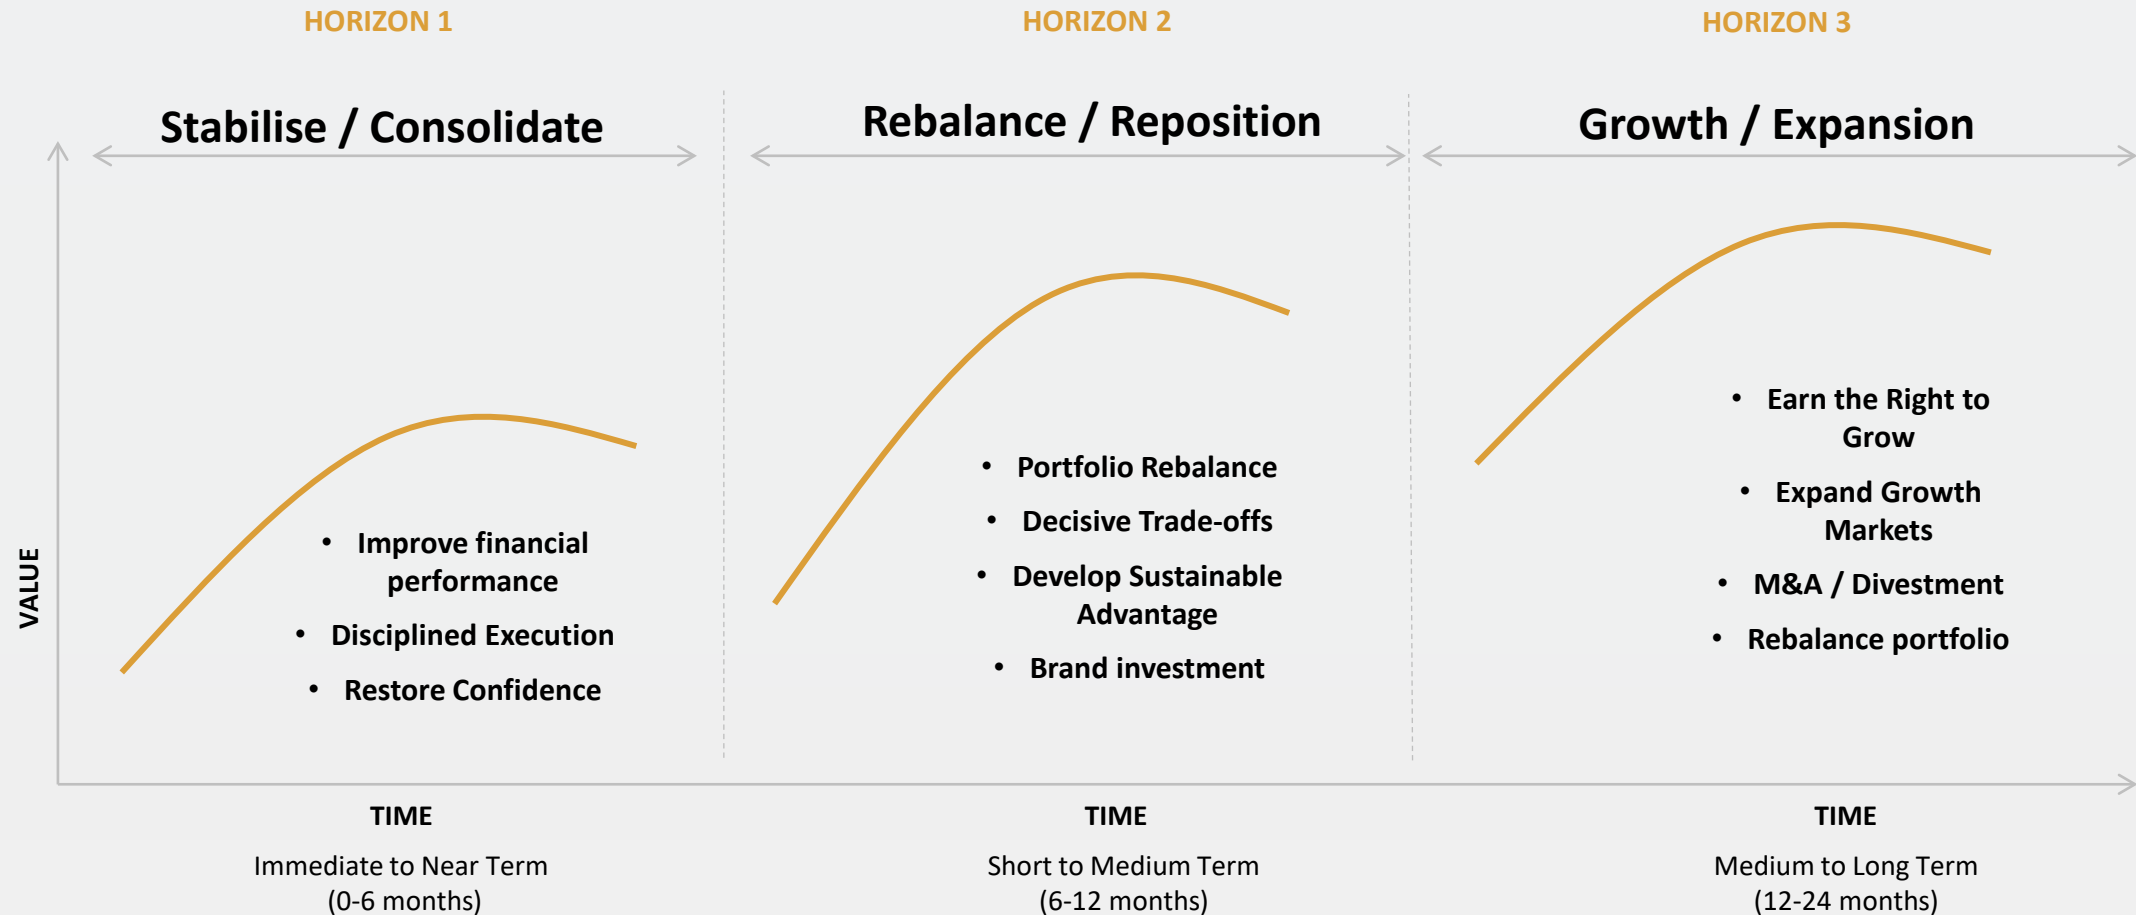 HORIZON 1
Stabilise / Consolidate
• Improve financial
performance
• Disciplined Execution
• Restore Confidence
TIME
Immediate to Near Term
(0-6 months)
HORIZON 2
Rebalance / Reposition
• Portfolio Rebalance
• Decisive Trade-offs
• Develop Sustainable
Advantage
• Brand investment
TIME
Short to Medium Term
(6-12 months)
HORIZON 3
Growth / Expansion
• Earn the Right to
Grow
• Expand Growth
Markets
• M&A / Divestment
• Rebalance portfolio
TIME
Medium to Long Term
(12-24 months)
VALUE